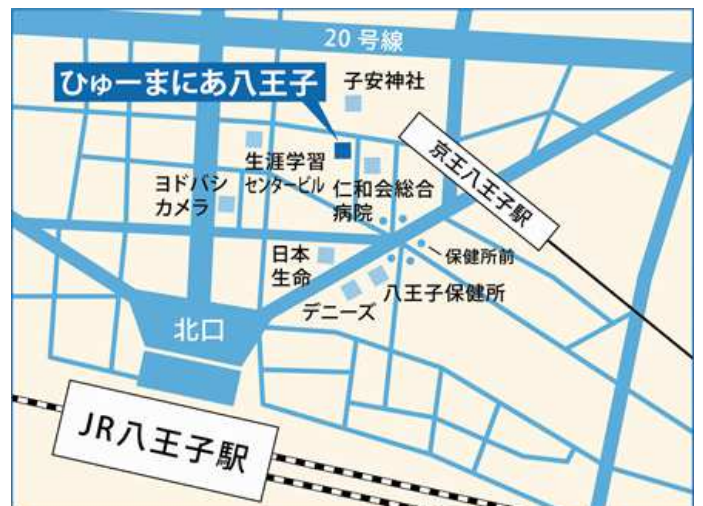 20号線
ひゅーまにあ八王子
子安神社
京王八王子駅
生涯学習
センタービル
仁和会総合
病院
ヨドバシ
カメラ
保健所前
日本
生命
八王子保健所
デニーズ
北口
JR八王子駅